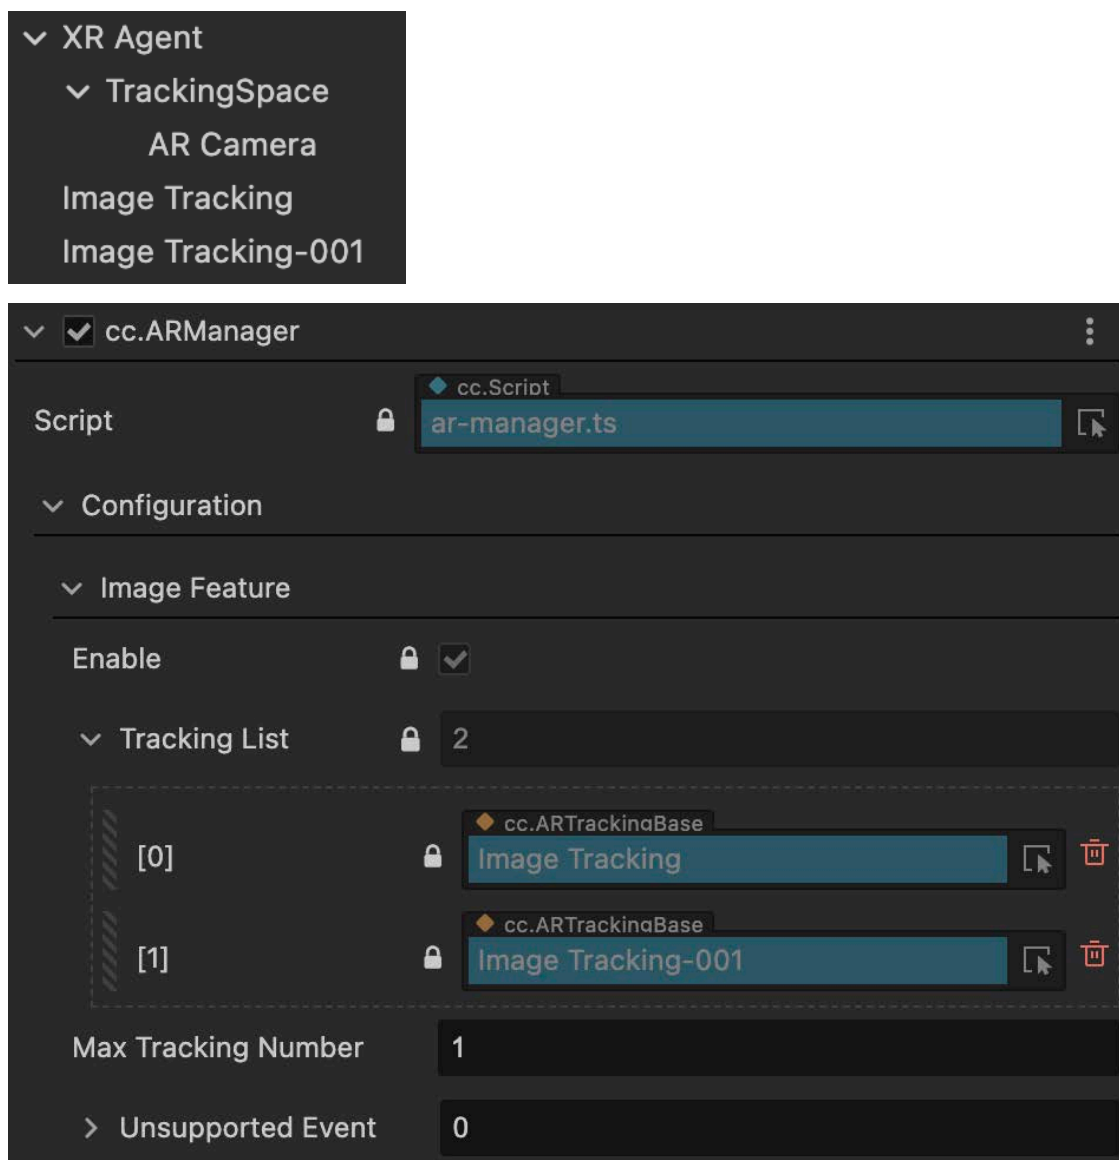 XR Agent
TrackingSpace
AR Camera
Image Tracking
Image Tracking-001
cc.ARManager
cc.Script
Script ar-manager.ts
Configuration
Image Feature
Enable
Tracking List 2
cc.ARTrackingBase
[0] Image Tracking
cc.ARTrackingBase
[1] Image Tracking-001
Max Tracking Number 1
Unsupported Event 0